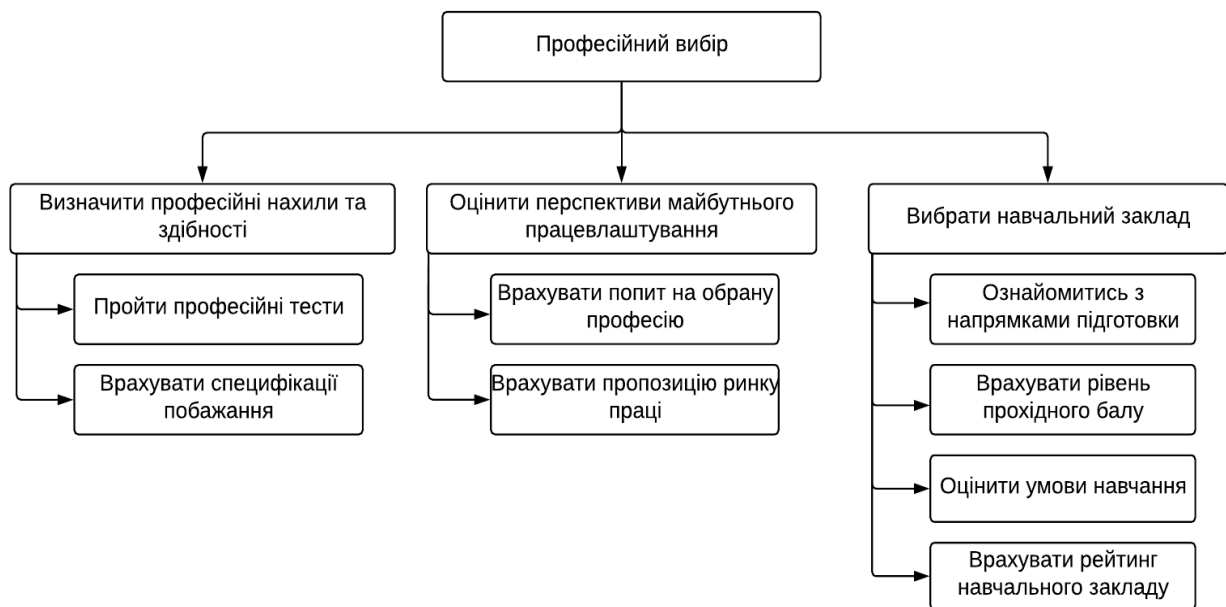 Професійний вибір
Визначити професійні нахили та
здібності
Пройти професійні тести
Врахувати специфікації
побажання
Оцінити перспективи майбутнього
працевлаштування
Врахувати попит на обрану
професію
Врахувати пропозицію ринку
праці
Вибрати навчальний заклад
Ознайомитись з
напрямками підготовки
Врахувати рівень
прохідного балу
Оцінити умови навчання
Врахувати рейтинг
навчального закладу